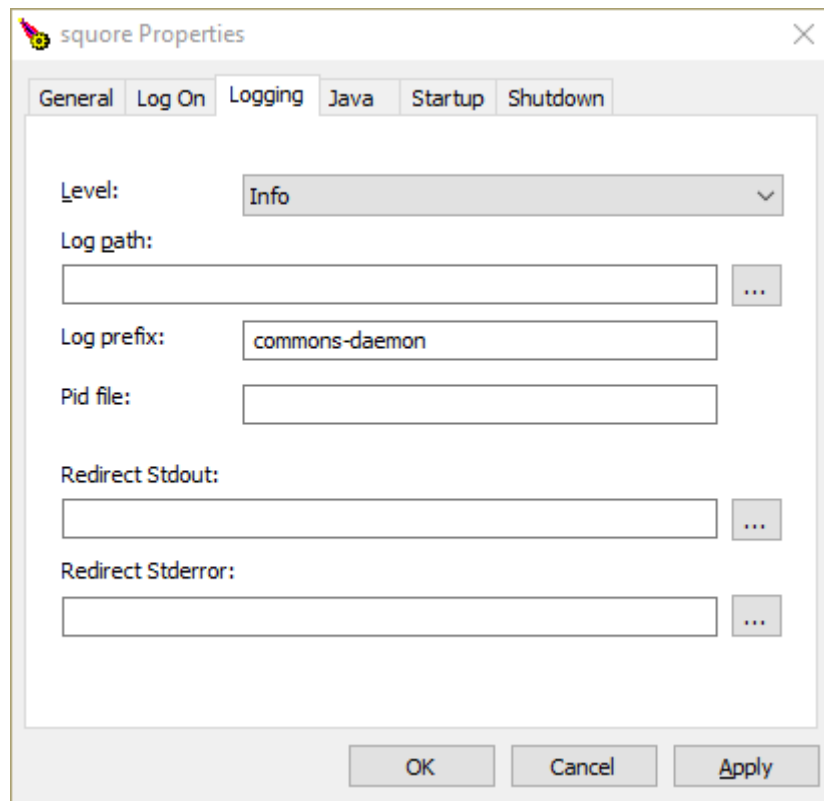 squore Properties
General Log On Logging Java Startup Shutdown
Level: Info
Log path:
...
Log prefix: commons-daemon
Pid file:
Redirect Stdout:
...
Redirect Stderror:
...
OK Cancel Apply